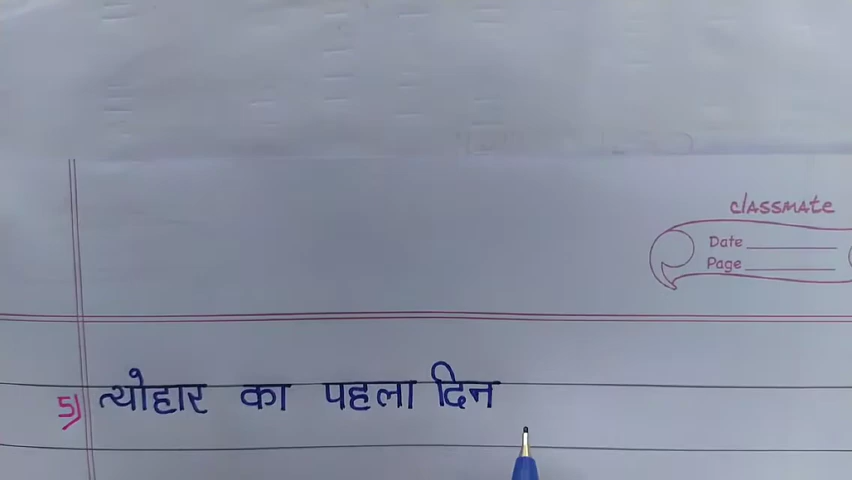 classmate
Date
Page
5) त्योहार का पहला दिन